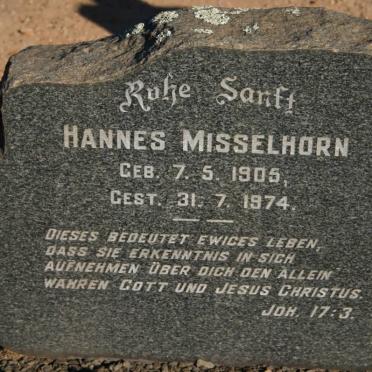 Ruhe Sanft
HANNES MISSELHORN
GEB. 7. 5. 1905,
GEST. 31. 7. 1974.
DIESES BEDEUTET EWIGES LEBEN,
DASS SIE ERKENNTNIS IN SICH
AUFNEHMEN ÜBER DICH DEN ALLEIN
WAHREN GOTT UND JESUS CHRISTUS.
JOH. 17:3.